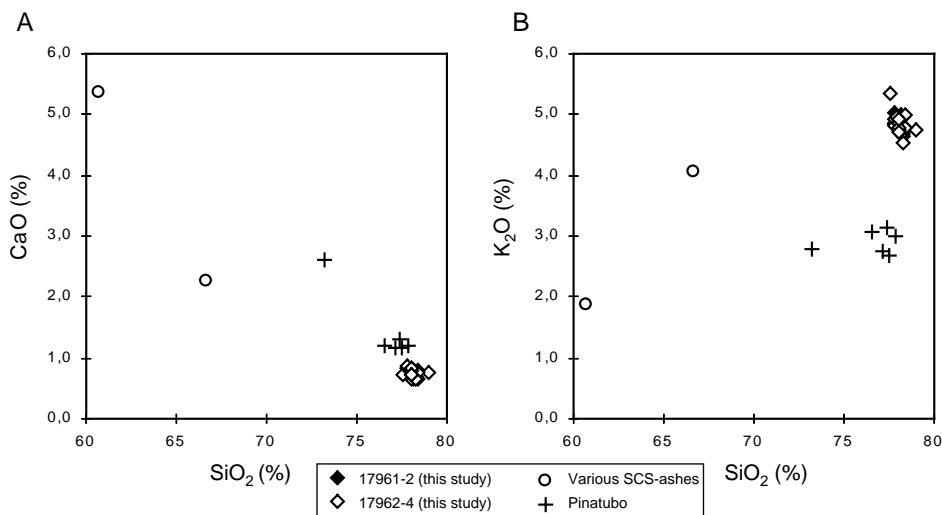 A
6,0
5,0
4,0
3,0
2,0
1,0
0,0
CaO (%)
60 65 70 75 80
SiO2 (%)
B
6,0
5,0
4,0
3,0
2,0
1,0
0,0
K2O (%)
60 65 70 75 80
SiO2 (%)
17961-2 (this study)
Various SCS-ashes
17962-4 (this study)
Pinatubo